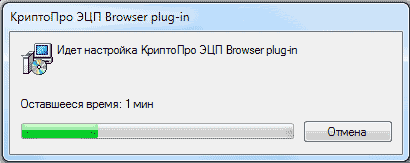 КриптоПро ЭЦП Browser plug-in
Идет настройка КриптоПро ЭЦП Browser plug-in
Оставшееся время: 1 мин
Отмена